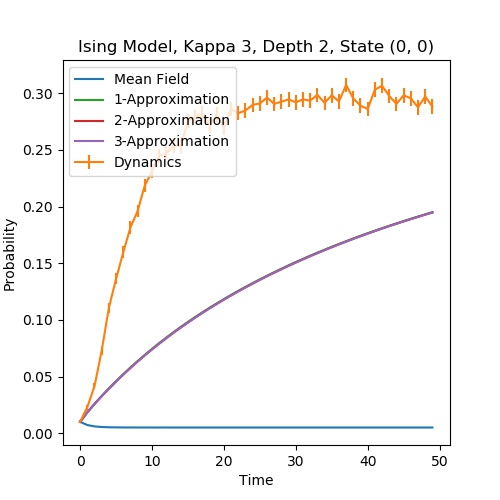 Ising Model, Kappa 3, Depth 2, State (0, 0)
Mean Field
1-Approximation
2-Approximation
3-Approximation
Dynamics
Probability
0.30
0.25
0.20
0.15
0.10
0.05
0.00
0 10 20 30 40 50
Time